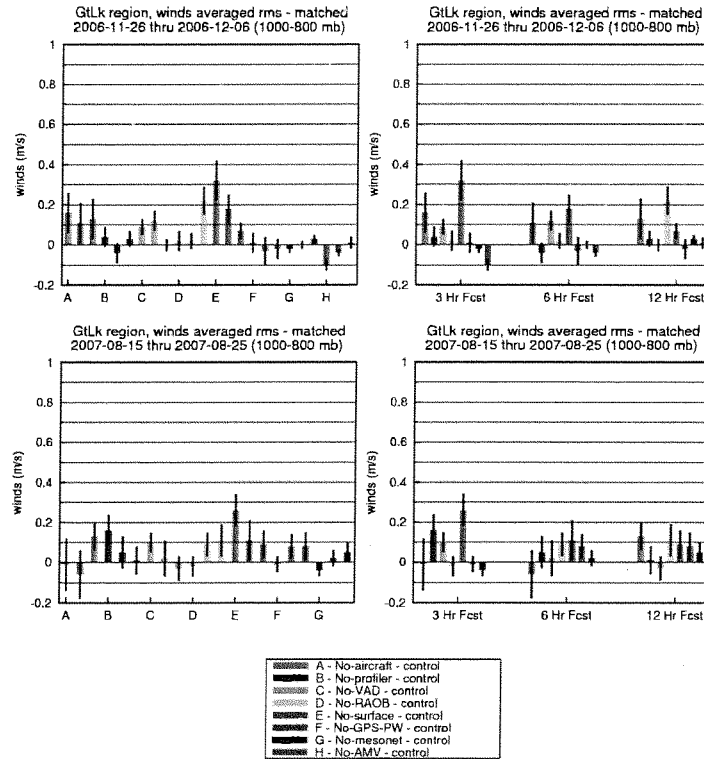 GtLk region, winds averaged rms - matched
2006-11-26 thru 2006-12-06 (1000-800 mb)
winds (m/s)
1
0.8
0.6
0.4
0.2
0
-0.2
A B C D E F G H
GtLk region, winds averaged rms - matched
2006-11-26 thru 2006-12-06 (1000-800 mb)
winds (m/s)
1
0.8
0.6
0.4
0.2
0
-0.2
3 Hr Fcst 6 Hr Fcst 12 Hr Fcst
GtLk region, winds averaged rms - matched
2007-08-15 thru 2007-08-25 (1000-800 mb)
winds (m/s)
1
0.8
0.6
0.4
0.2
0
-0.2
A B C D E F G
GtLk region, winds averaged rms - matched
2007-08-15 thru 2007-08-25 (1000-800 mb)
winds (m/s)
1
0.8
0.6
0.4
0.2
0
-0.2
3 Hr Fcst 6 Hr Fcst 12 Hr Fcst
A - No-aircraft - control
B - No-profiler - control
C - No-VAD - control
D - No-RAOB - control
E - No-surface - control
F - No-GPS-PW - control
G - No-mesonet - control
H - No-AMV - control